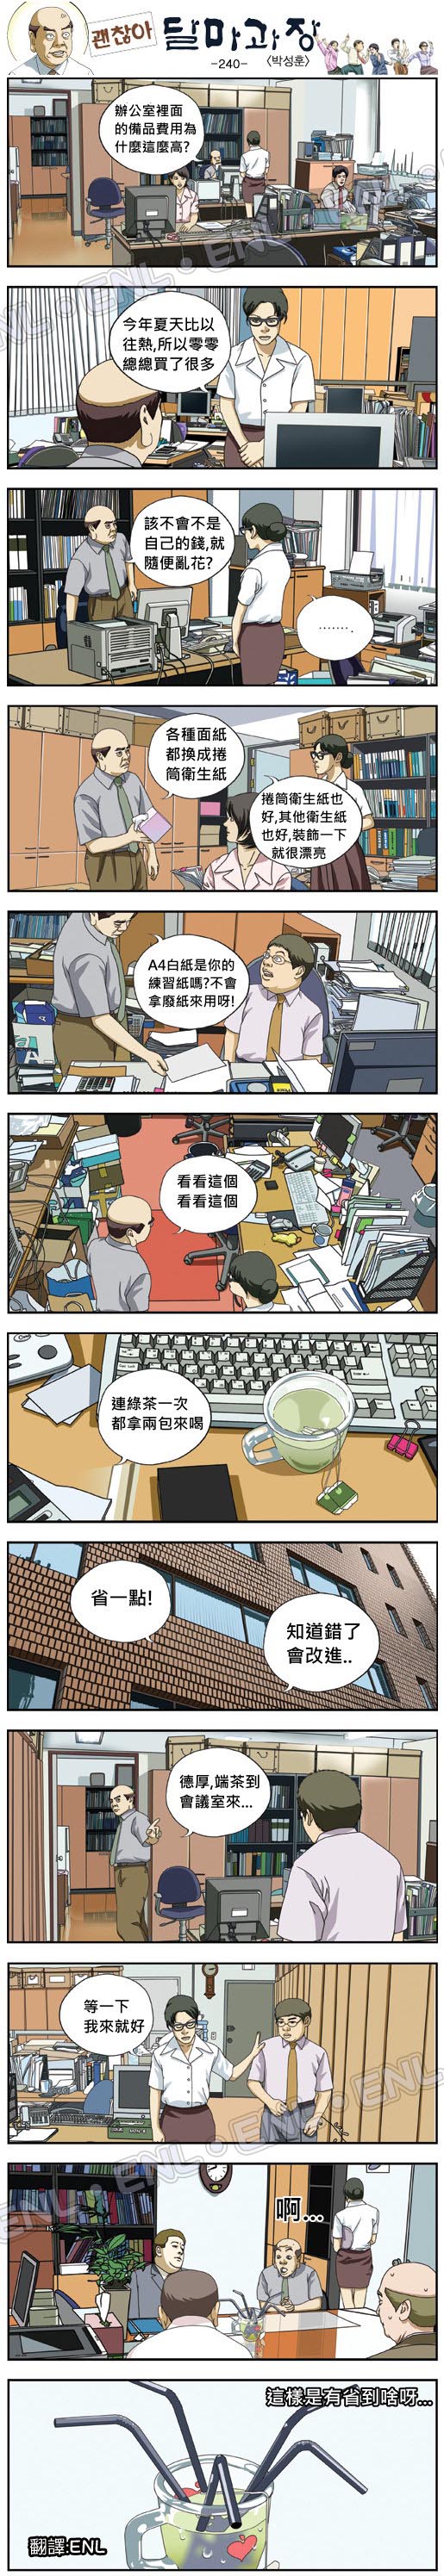 괜찮아
달마과장
-240-
〈박성훈〉
辦公室裡面
的備品費用為
什麼這麼高?
今年夏天比以
往熱,所以零零
總總買了很多
該不會不是
自己的錢,就
隨便亂花?
.......
各種面紙
都換成捲
筒衛生紙
捲筒衛生紙也
好,其他衛生紙
也好,裝飾一下
就很漂亮
A4白紙是你的
練習紙嗎?不會
拿廢紙來用呀!
看看這個
看看這個
連綠茶一次
都拿兩包來喝
省一點!
知道錯了
會改進..
德厚,端茶到
會議室來...
等一下
我來就好
啊...
這樣是有省到啥呀...
翻譯:ENL